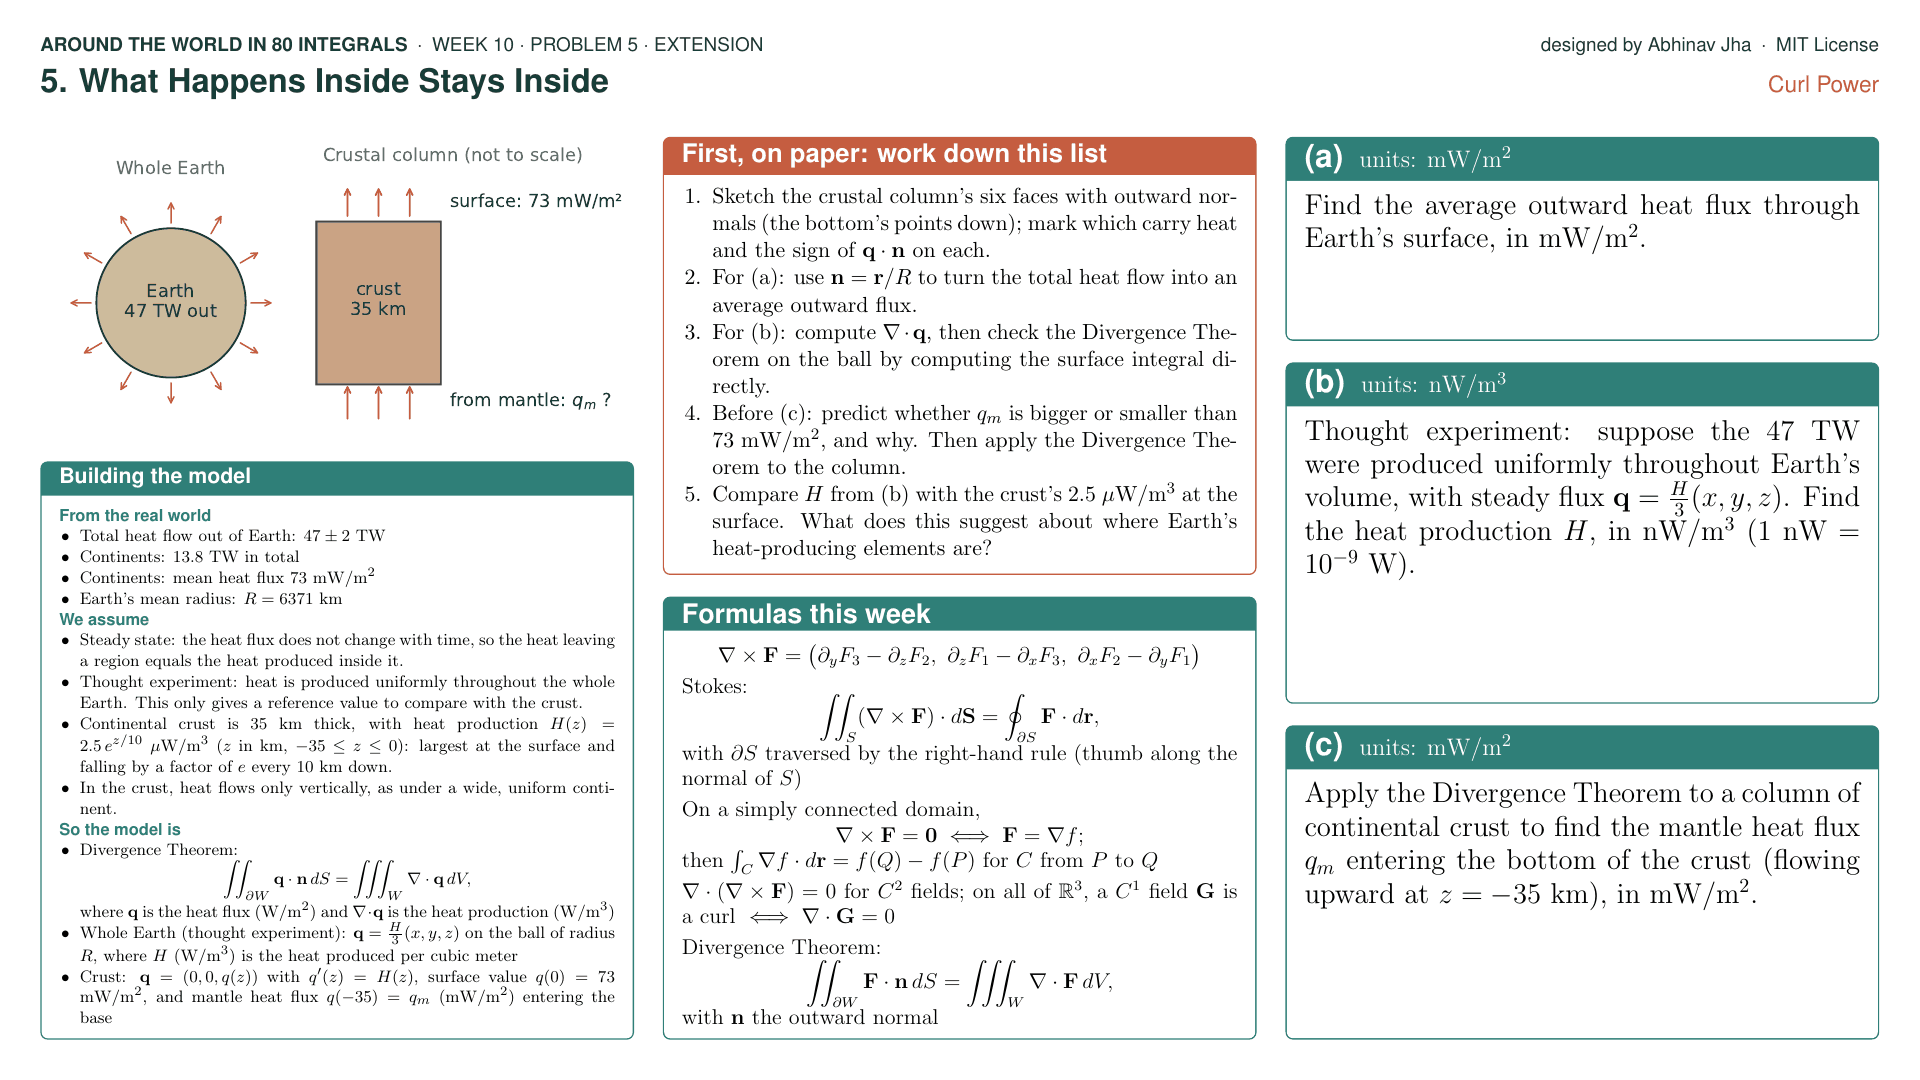 AROUND THE WORLD IN 80 INTEGRALS · WEEK 10 · PROBLEM 5 · EXTENSION
designed by Abhinav Jha · MIT License
5. What Happens Inside Stays Inside
Curl Power
Whole Earth
Earth
47 TW out
Crustal column (not to scale)
surface: 73 mW/m²
crust
35 km
from mantle: qₘ ?
Building the model
From the real world
• Total heat flow out of Earth: 47 ± 2 TW
• Continents: 13.8 TW in total
• Continents: mean heat flux 73 mW/m²
• Earth's mean radius: R = 6371 km
We assume
• Steady state: the heat flux does not change with time, so the heat leaving
a region equals the heat produced inside it.
• Thought experiment: heat is produced uniformly throughout the whole
Earth. This only gives a reference value to compare with the crust.
• Continental crust is 35 km thick, with heat production H(z) =
2.5 e^{z/10} μW/m³ (z in km, −35 ≤ z ≤ 0): largest at the surface and
falling by a factor of e every 10 km down.
• In the crust, heat flows only vertically, as under a wide, uniform conti-
nent.
So the model is
• Divergence Theorem:
∬_{∂W} q · n dS = ∭_W ∇ · q dV,
where q is the heat flux (W/m²) and ∇·q is the heat production (W/m³)
• Whole Earth (thought experiment): q = H/3 (x, y, z) on the ball of radius
R, where H (W/m³) is the heat produced per cubic meter
• Crust: q = (0, 0, q(z)) with q′(z) = H(z), surface value q(0) = 73
mW/m², and mantle heat flux q(−35) = qₘ (mW/m²) entering the
base
First, on paper: work down this list
1. Sketch the crustal column's six faces with outward nor-
mals (the bottom's points down); mark which carry heat
and the sign of q · n on each.
2. For (a): use n = r/R to turn the total heat flow into an
average outward flux.
3. For (b): compute ∇ · q, then check the Divergence The-
orem on the ball by computing the surface integral di-
rectly.
4. Before (c): predict whether qₘ is bigger or smaller than
73 mW/m², and why. Then apply the Divergence The-
orem to the column.
5. Compare H from (b) with the crust's 2.5 μW/m³ at the
surface. What does this suggest about where Earth's
heat-producing elements are?
Formulas this week
∇ × F = (∂_yF₃ − ∂_zF₂, ∂_zF₁ − ∂_xF₃, ∂_xF₂ − ∂_yF₁)
Stokes:
∬_S (∇ × F) · dS = ∮_{∂S} F · dr,
with ∂S traversed by the right-hand rule (thumb along the
normal of S)
On a simply connected domain,
∇ × F = 0 ⟺ F = ∇f;
then ∫_C ∇f · dr = f(Q) − f(P) for C from P to Q
∇ · (∇ × F) = 0 for C² fields; on all of ℝ³, a C¹ field G is
a curl ⟺ ∇ · G = 0
Divergence Theorem:
∬_{∂W} F · n dS = ∭_W ∇ · F dV,
with n the outward normal
(a) units: mW/m²
Find the average outward heat flux through
Earth's surface, in mW/m².
(b) units: nW/m³
Thought experiment: suppose the 47 TW
were produced uniformly throughout Earth's
volume, with steady flux q = H/3 (x, y, z). Find
the heat production H, in nW/m³ (1 nW =
10⁻⁹ W).
(c) units: mW/m²
Apply the Divergence Theorem to a column of
continental crust to find the mantle heat flux
qₘ entering the bottom of the crust (flowing
upward at z = −35 km), in mW/m².